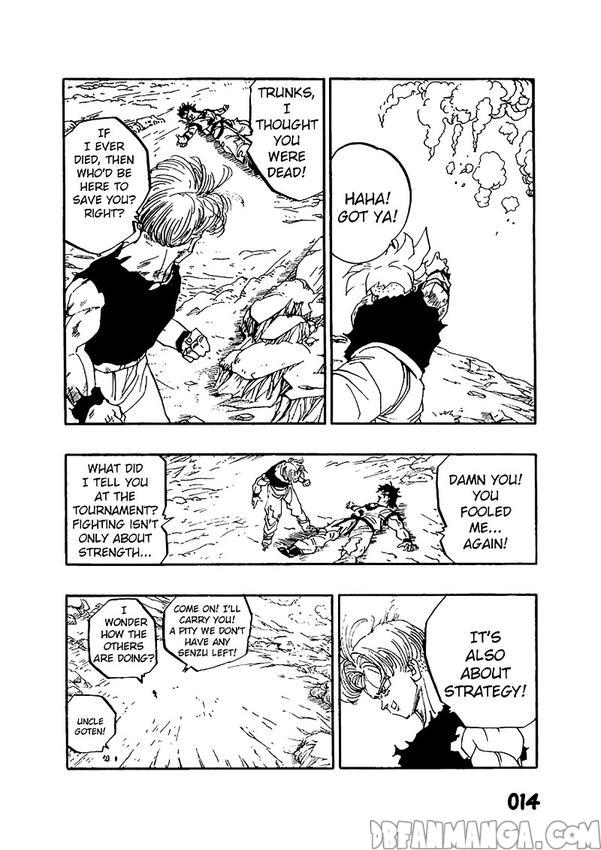 HAHA!
GOT YA!
TRUNKS,
I
THOUGHT
YOU
WERE
DEAD!
IF
I EVER
DIED, THEN
WHO'D BE
HERE TO
SAVE YOU?
RIGHT?
DAMN YOU!
YOU
FOOLED
ME...
AGAIN!
WHAT DID
I TELL YOU
AT THE
TOURNAMENT?
FIGHTING ISN'T
ONLY ABOUT
STRENGTH...
IT'S
ALSO
ABOUT
STRATEGY!
COME ON! I'LL
CARRY YOU!
A PITY WE DON'T
HAVE ANY
SENZU LEFT!
I
WONDER
HOW THE
OTHERS
ARE DOING?
UNCLE
GOTEN!
014
DBFANMANGA.COM